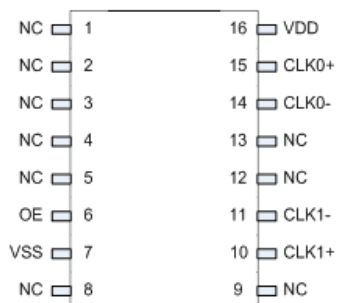 NC 1 16 VDD
NC 2 15 CLK0+
NC 3 14 CLK0-
NC 4 13 NC
NC 5 12 NC
OE 6 11 CLK1-
VSS 7 10 CLK1+
NC 8 9 NC